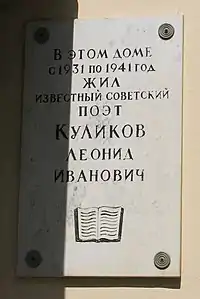 В ЭТОМ ДОМЕ
С 1931 ПО 1941 ГОД
ЖИЛ
ИЗВЕСТНЫЙ СОВЕТСКИЙ
ПОЭТ
КУЛИКОВ
ЛЕОНИД
ИВАНОВИЧ